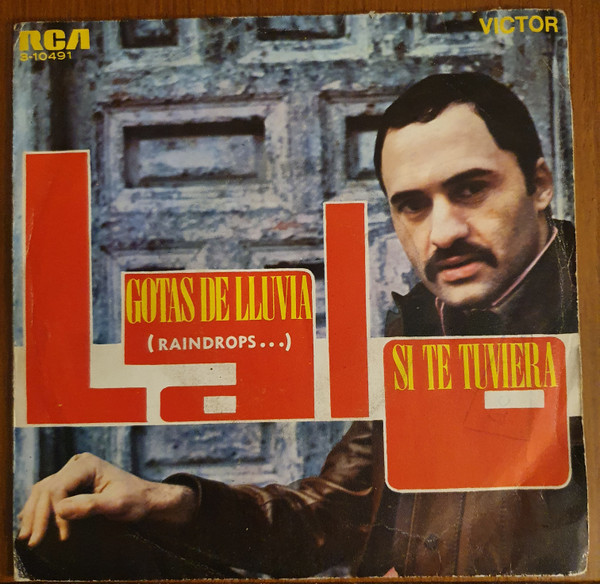 RCA
VICTOR
3-10491
Lalo
GOTAS DE LLUVIA
(RAINDROPS...)
SI TE TUVIERA